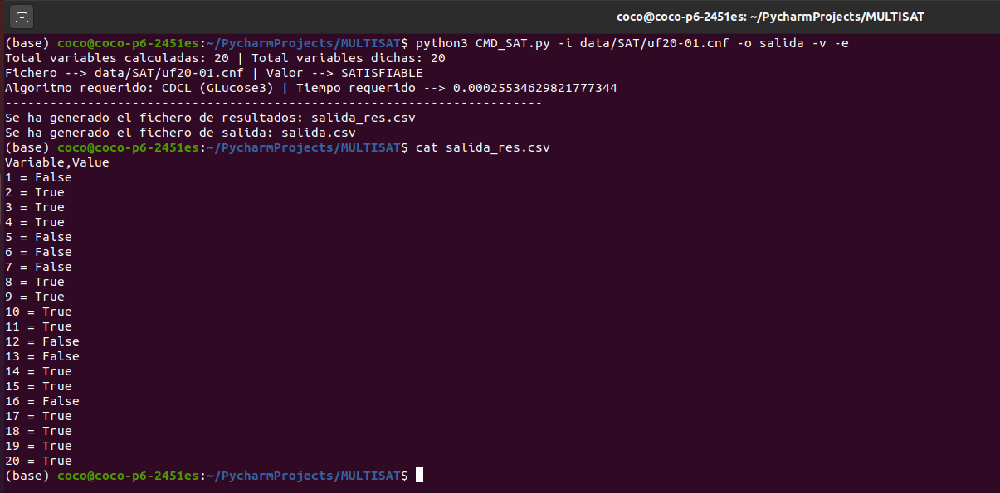 coco@coco-p6-2451es: ~/PycharmProjects/MULTISAT
(base) coco@coco-p6-2451es:~/PycharmProjects/MULTISAT$ python3 CMD_SAT.py -i data/SAT/uf20-01.cnf -o salida -v -e
Total variables calculadas: 20 | Total variables dichas: 20
Fichero --> data/SAT/uf20-01.cnf | Valor --> SATISFIABLE
Algoritmo requerido: CDCL (GLucose3) | Tiempo requerido --> 0.00025534629821777344
------------------------------------------------------------------------
Se ha generado el fichero de resultados: salida_res.csv
Se ha generado el fichero de salida: salida.csv
(base) coco@coco-p6-2451es:~/PycharmProjects/MULTISAT$ cat salida_res.csv
Variable,Value
1 = False
2 = True
3 = True
4 = True
5 = False
6 = False
7 = False
8 = True
9 = True
10 = True
11 = True
12 = False
13 = False
14 = True
15 = True
16 = False
17 = True
18 = True
19 = True
20 = True
(base) coco@coco-p6-2451es:~/PycharmProjects/MULTISAT$